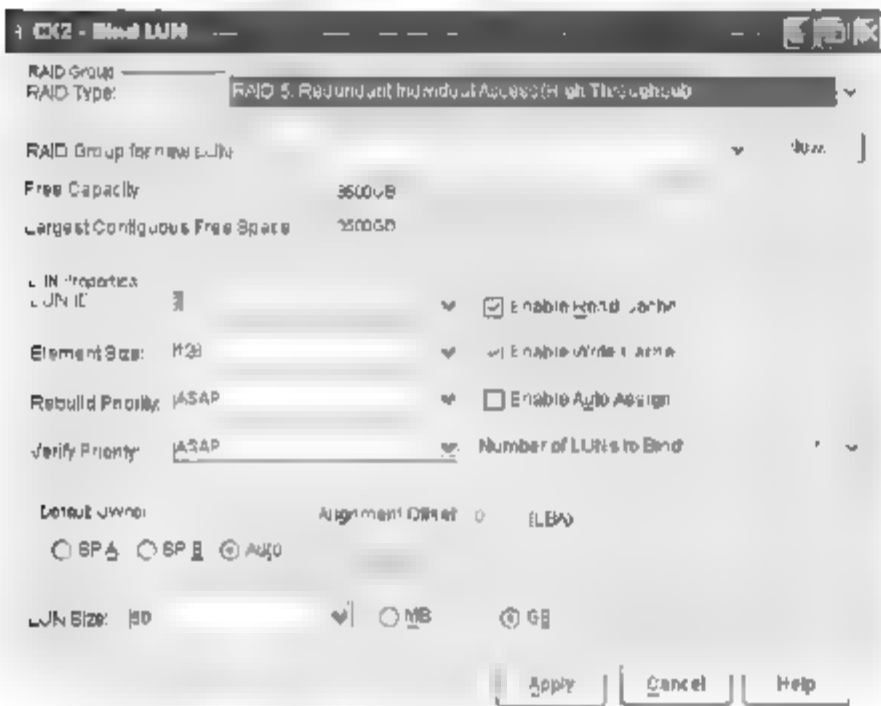 CX2 - Bind LUN
RAID Group
RAID Type: RAID 5: Redundant Individual Access (High Throughput)
RAID Group for new LUN
Free Capacity
Largest Contiguous Free Space
LUN Properties
LUN ID Enable Read Cache
Element Size: 128 Enable Write Cache
Rebuild Priority: ASAP Enable Auto Assign
Verify Priority: ASAP Number of LUNs to Bind
Default Owner Alignment Offset 0 (LBA)
SP A SP B Auto
LUN Size: 50 MB GB
Apply Cancel Help